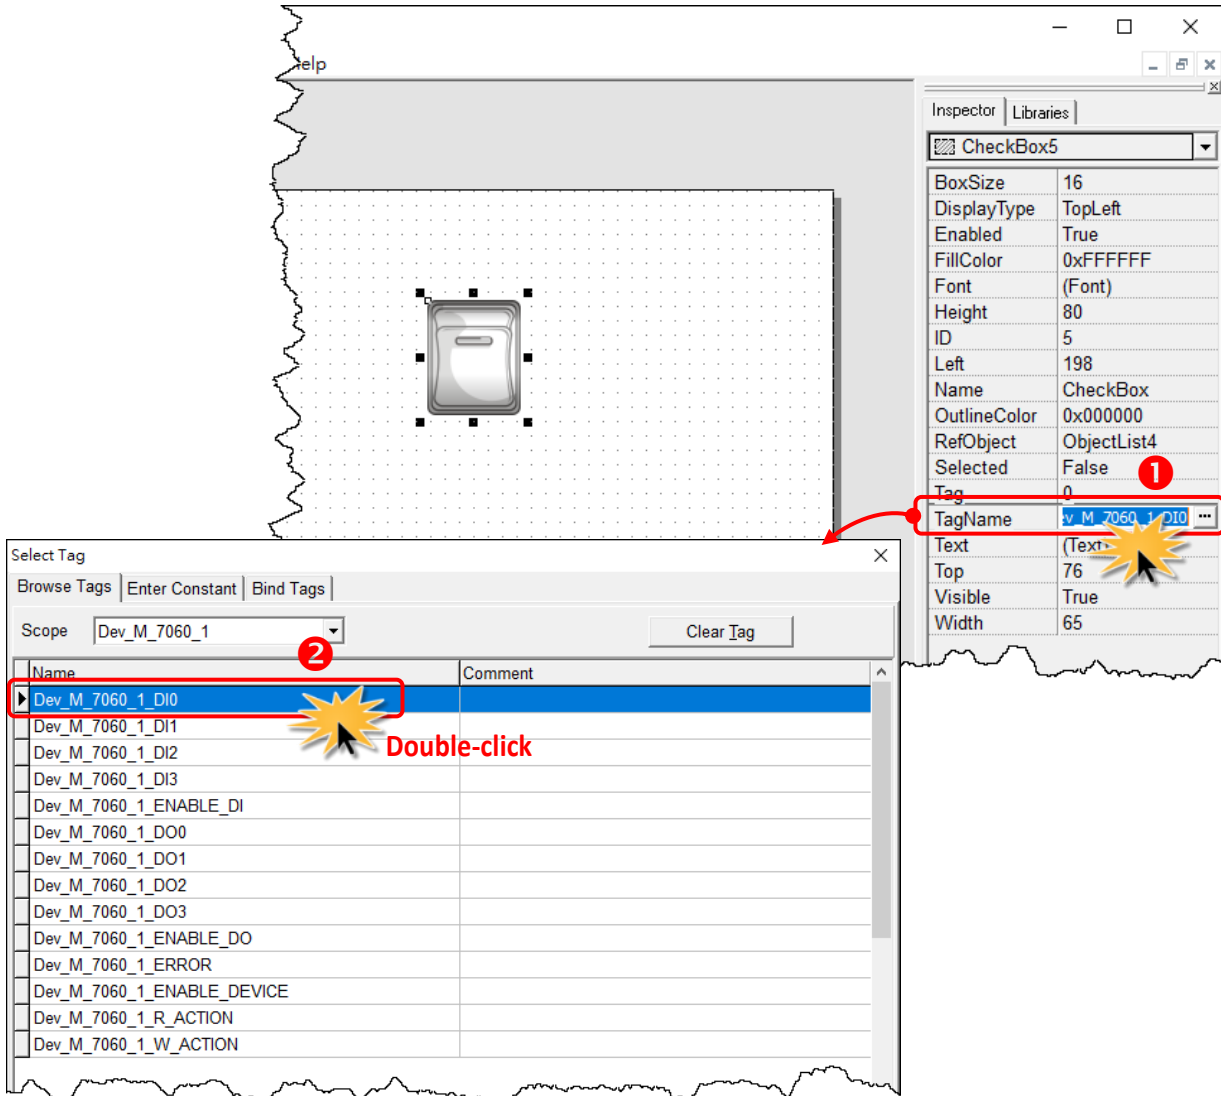 elp
Inspector Libraries
CheckBox5
BoxSize 16
DisplayType TopLeft
Enabled True
FillColor 0xFFFFFF
Font (Font)
Height 80
ID 5
Left 198
Name CheckBox
OutlineColor 0x000000
RefObject ObjectList4
Selected False
1
Tag 0
TagName v_M_7060_1_DI0 ...
Text (Text)
Top 76
Visible True
Width 65
Select Tag
Browse Tags Enter Constant Bind Tags
Scope Dev_M_7060_1 Clear Tag
2
Name Comment
Dev_M_7060_1_DI0
Dev_M_7060_1_DI1
Double-click
Dev_M_7060_1_DI2
Dev_M_7060_1_DI3
Dev_M_7060_1_ENABLE_DI
Dev_M_7060_1_DO0
Dev_M_7060_1_DO1
Dev_M_7060_1_DO2
Dev_M_7060_1_DO3
Dev_M_7060_1_ENABLE_DO
Dev_M_7060_1_ERROR
Dev_M_7060_1_ENABLE_DEVICE
Dev_M_7060_1_R_ACTION
Dev_M_7060_1_W_ACTION